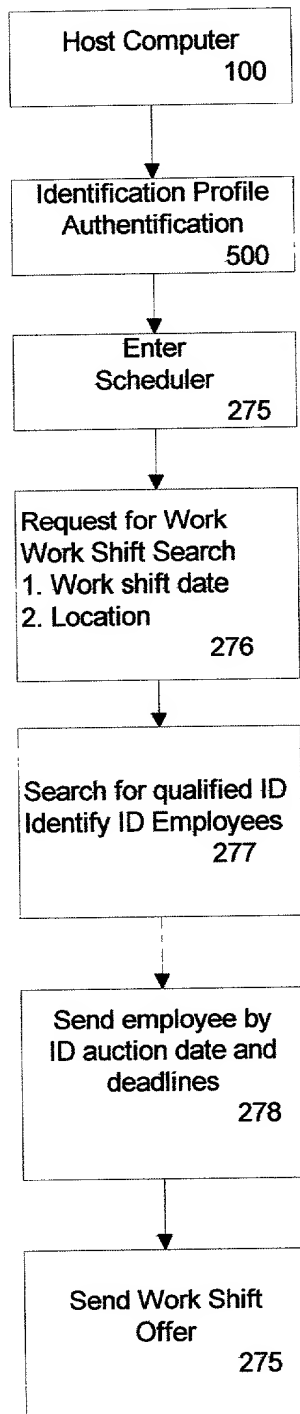 Host Computer
100
Identification Profile
Authentification
500
Enter
Scheduler
275
Request for Work
Work Shift Search
1. Work shift date
2. Location
276
Search for qualified ID
Identify ID Employees
277
Send employee by
ID auction date and
deadlines
278
Send Work Shift
Offer
275